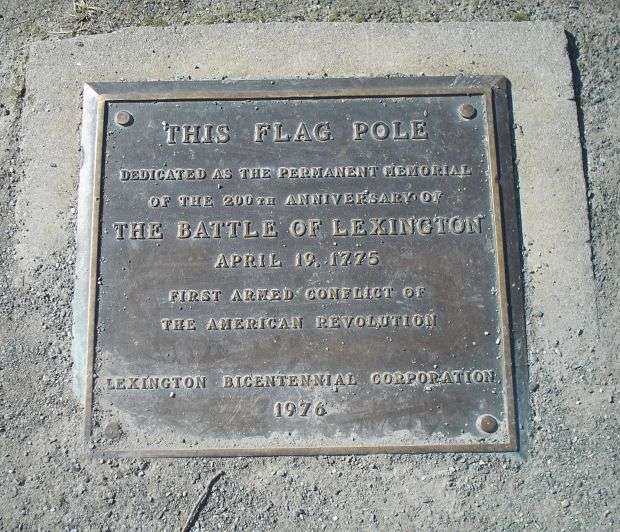 THIS FLAG POLE
DEDICATED AS THE PERMANENT MEMORIAL
OF THE 200TH ANNIVERSARY OF
THE BATTLE OF LEXINGTON
APRIL 19, 1775
FIRST ARMED CONFLICT OF
THE AMERICAN REVOLUTION
LEXINGTON BICENTENNIAL CORPORATION
1976